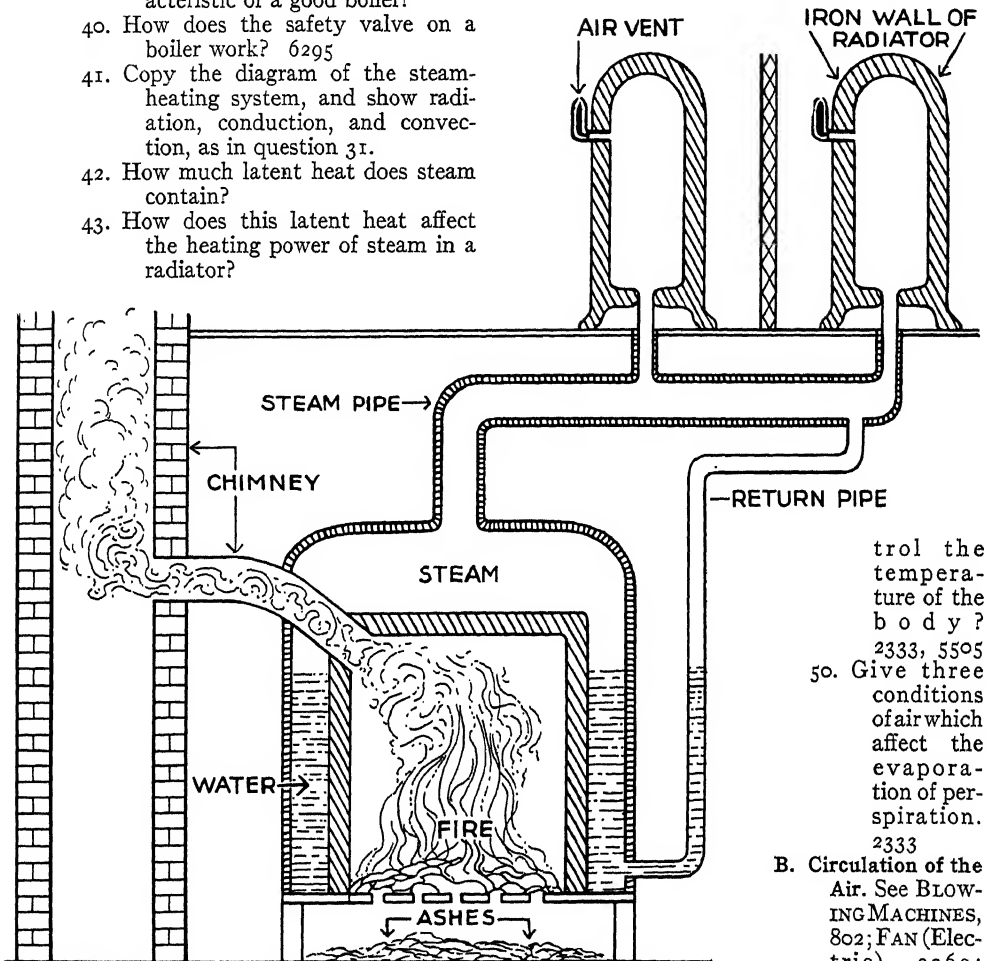 acteristic of a good boiler?
40. How does the safety valve on a
boiler work? 6295
41. Copy the diagram of the steam-
heating system, and show radi-
ation, conduction, and convec-
tion, as in question 31.
42. How much latent heat does steam
contain?
43. How does this latent heat affect
the heating power of steam in a
radiator?
AIR VENT
IRON WALL OF
RADIATOR
STEAM PIPE
CHIMNEY
RETURN PIPE
STEAM
WATER
FIRE
ASHES
trol the
tempera-
ture of the
body?
2333, 5505
50. Give three
conditions
of air which
affect the
evapora-
tion of per-
spiration.
2333
B. Circulation of the
Air. See BLOW-
ING MACHINES,
802; FAN (Elec-